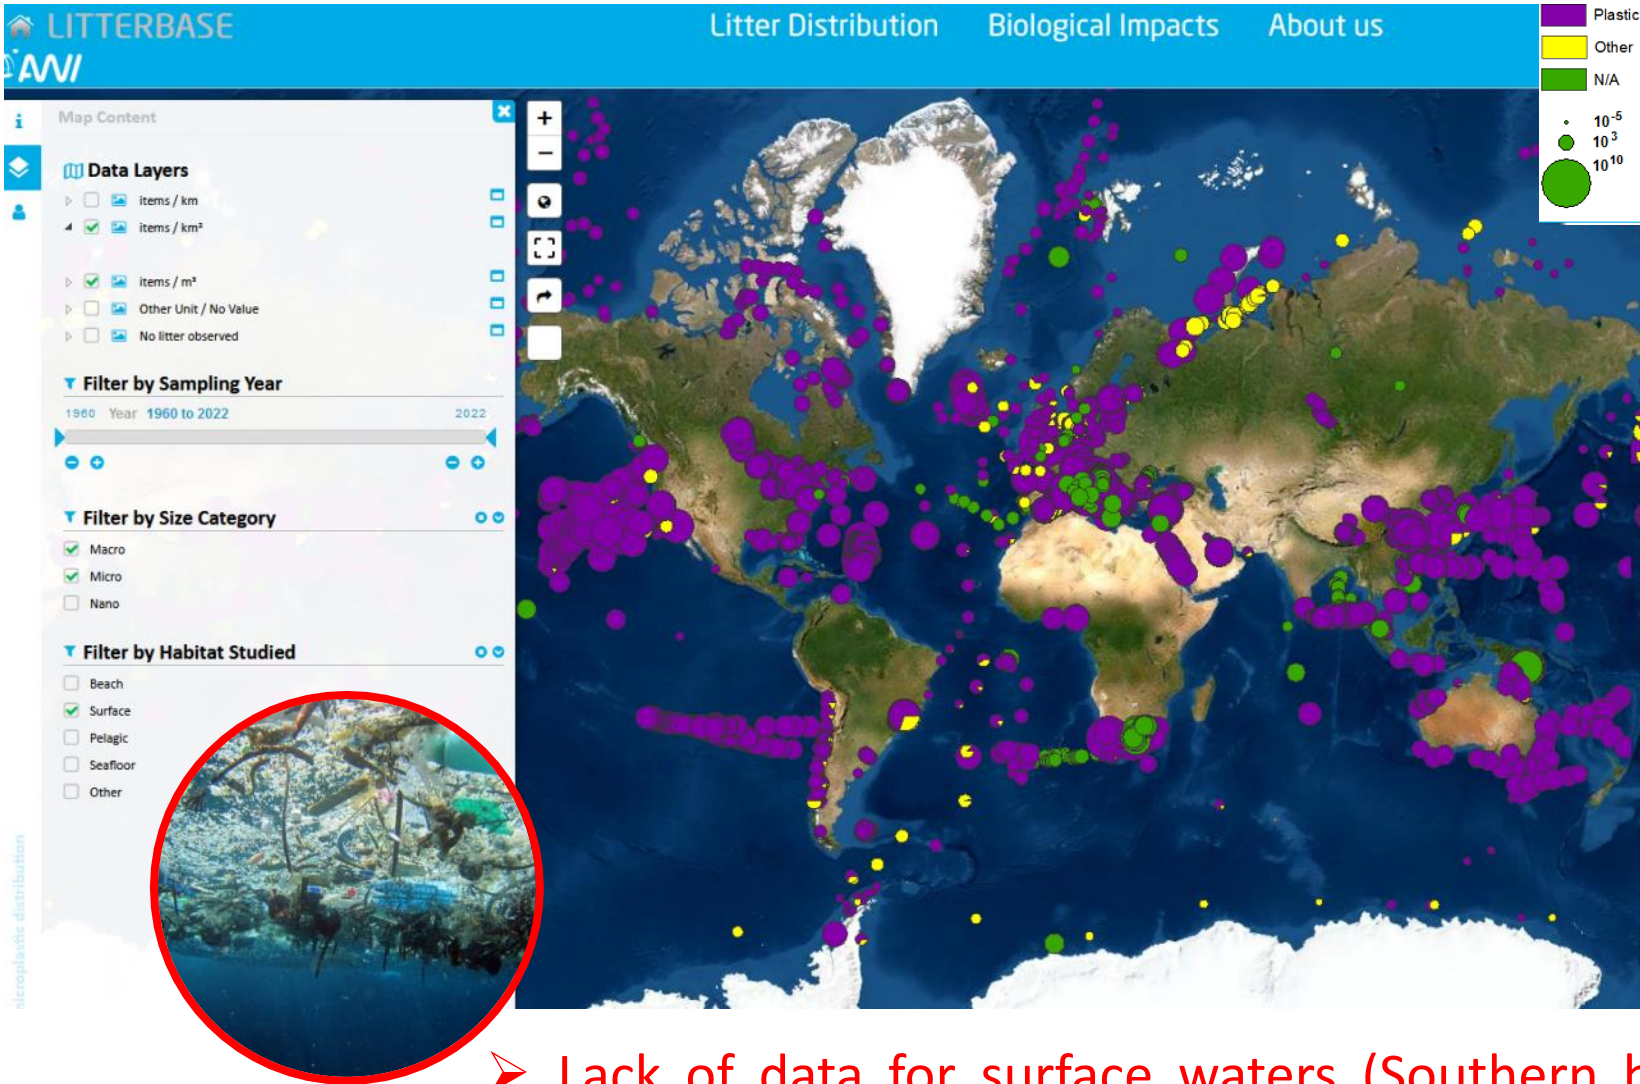 LITTERBASE
Litter Distribution
Biological Impacts
About us
AWI
Plastic
Other
N/A
10-5
10 3
10 10
Map Content
Data Layers
items / km
items / km²
items / m³
Other Unit / No Value
No litter observed
Filter by Sampling Year
1960 Year 1960 to 2022 2022
Filter by Size Category
Macro
Micro
Nano
Filter by Habitat Studied
Beach
Surface
Pelagic
Seafloor
Other
microplastic distribution
Lack of data for surface waters (Southern